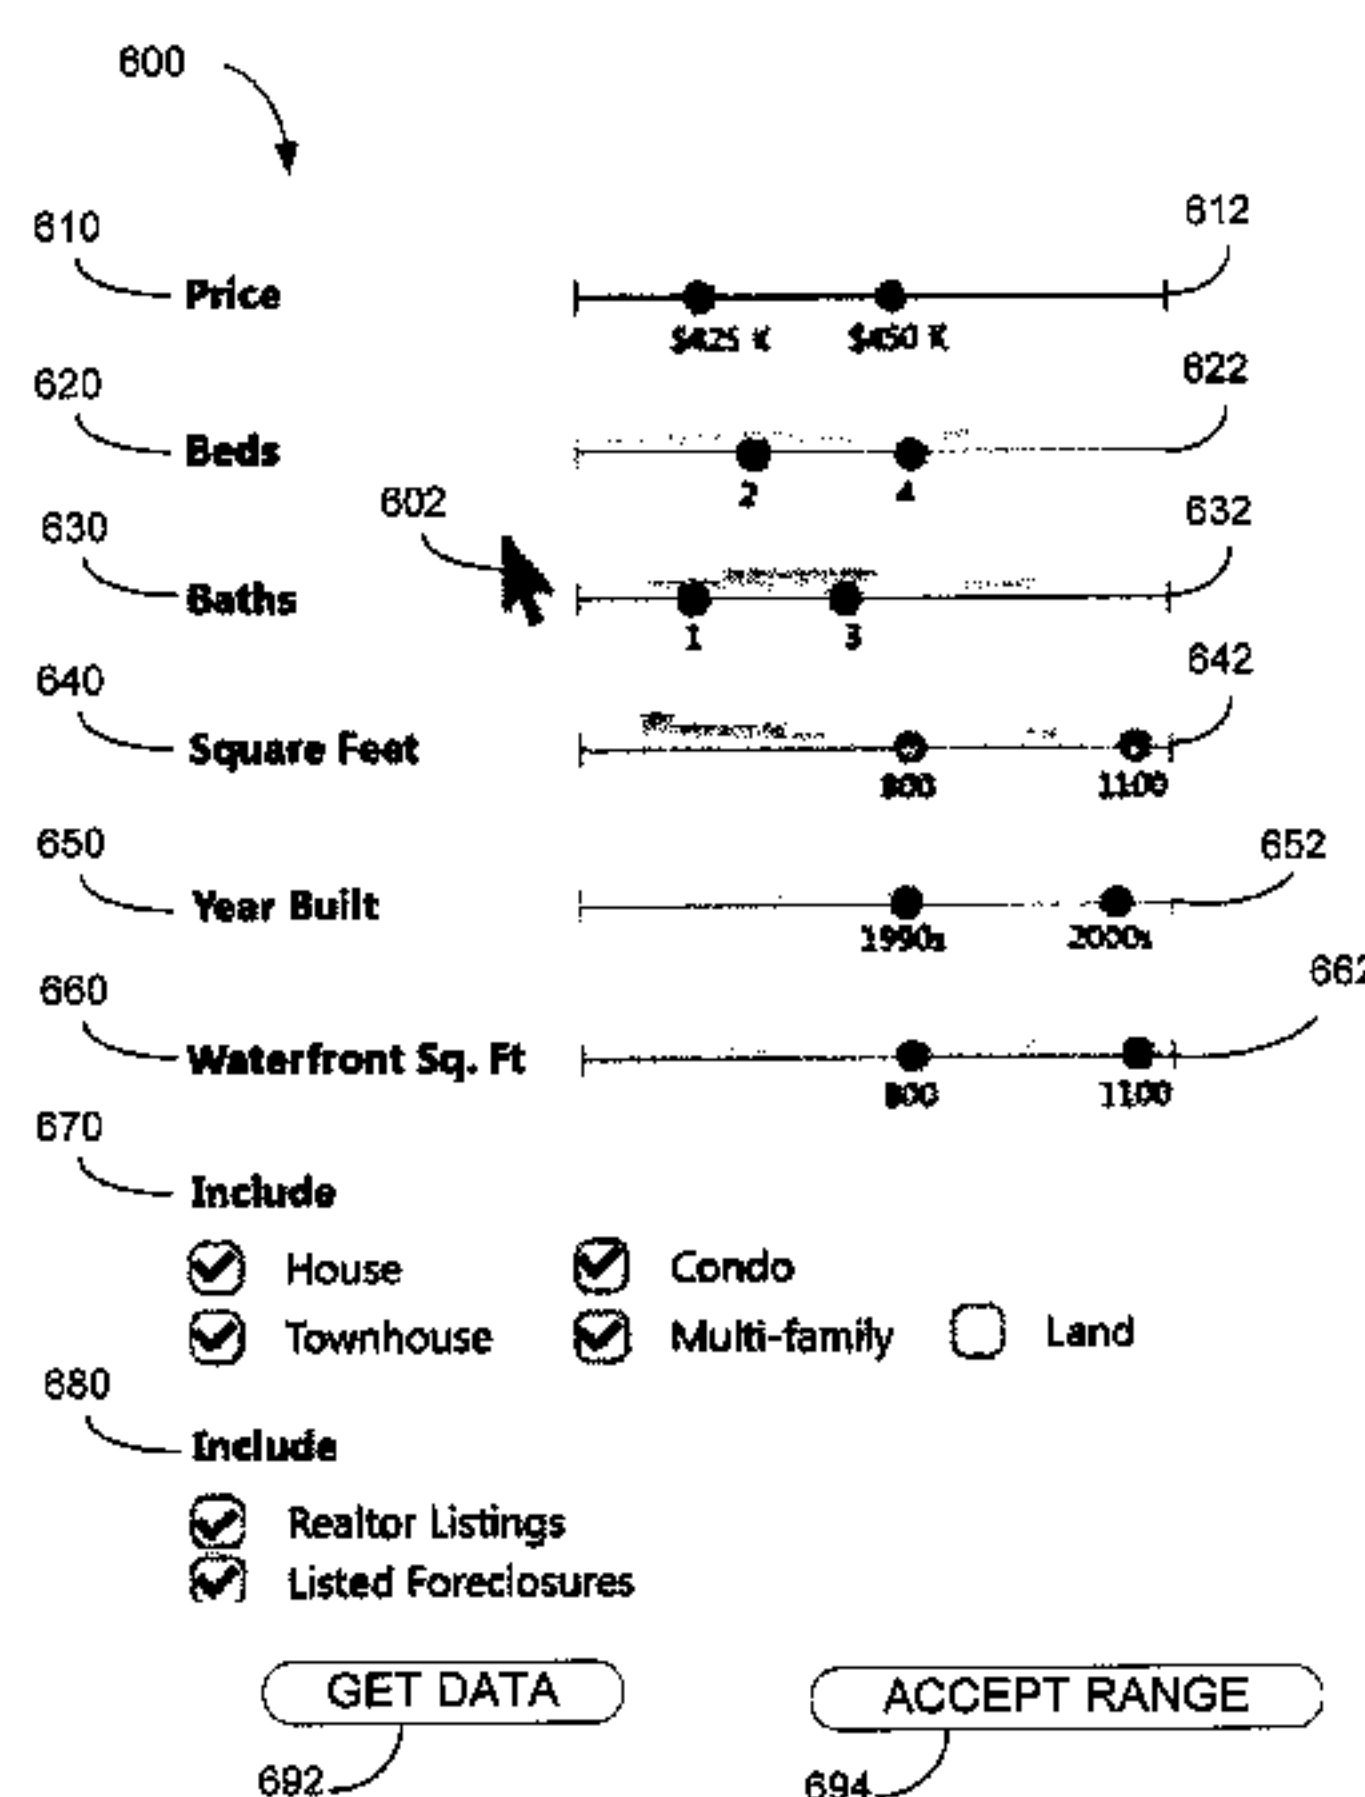 600
610 612
Price
$425 K $450 K
620 622
Beds
2 4
602
630 632
Baths
1 3
640 642
Square Feet
800 1100
650 652
Year Built
1990s 2000s
660 662
Waterfront Sq. Ft
800 1100
670
Include
House Condo
Townhouse Multi-family Land
680
Include
Realtor Listings
Listed Foreclosures
GET DATA ACCEPT RANGE
692 694